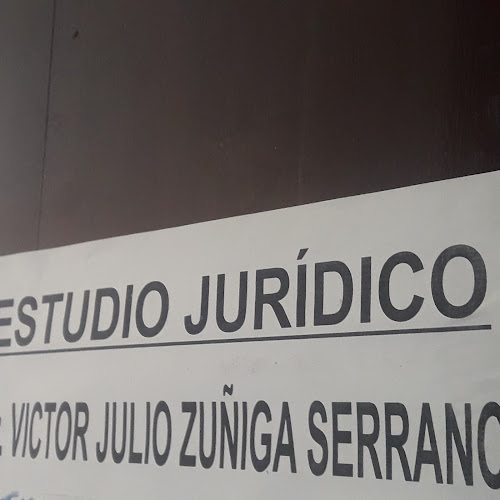 ESTUDIO JURÍDICO
. VICTOR JULIO ZUÑIGA SERRANO